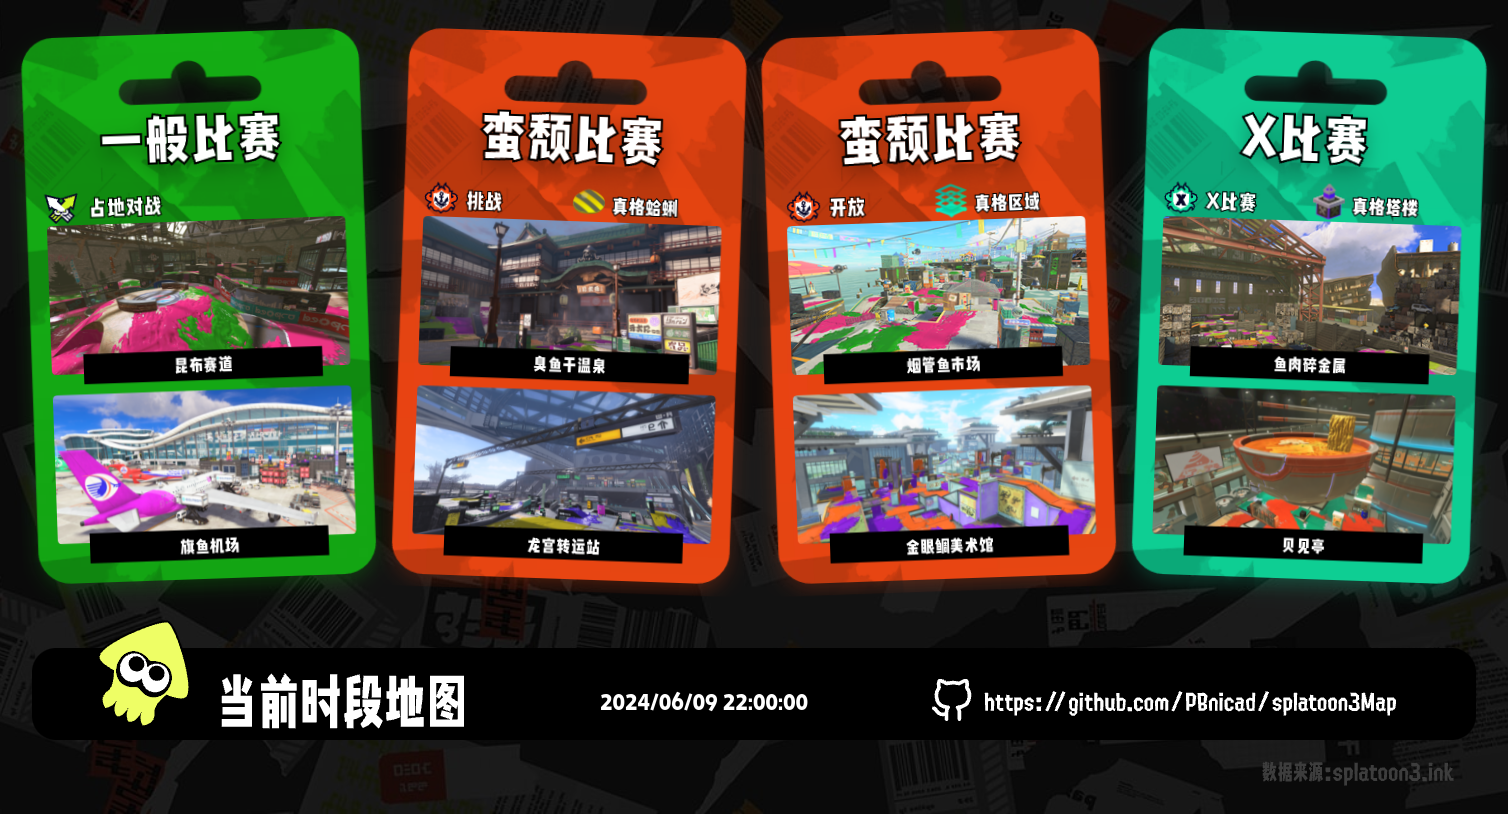 一般比赛
占地对战
昆布赛道
旗鱼机场
蛮颓比赛
挑战
真格蛤蜊
臭鱼干温泉
龙宫转运站
蛮颓比赛
开放
真格区域
烟管鱼市场
金眼鲷美术馆
X比赛
X比赛
真格塔楼
鱼肉碎金属
贝见亭
当前时段地图
2024/06/09 22:00:00
https://github.com/PBnicad/splatoon3Map
数据来源:splatoon3.ink